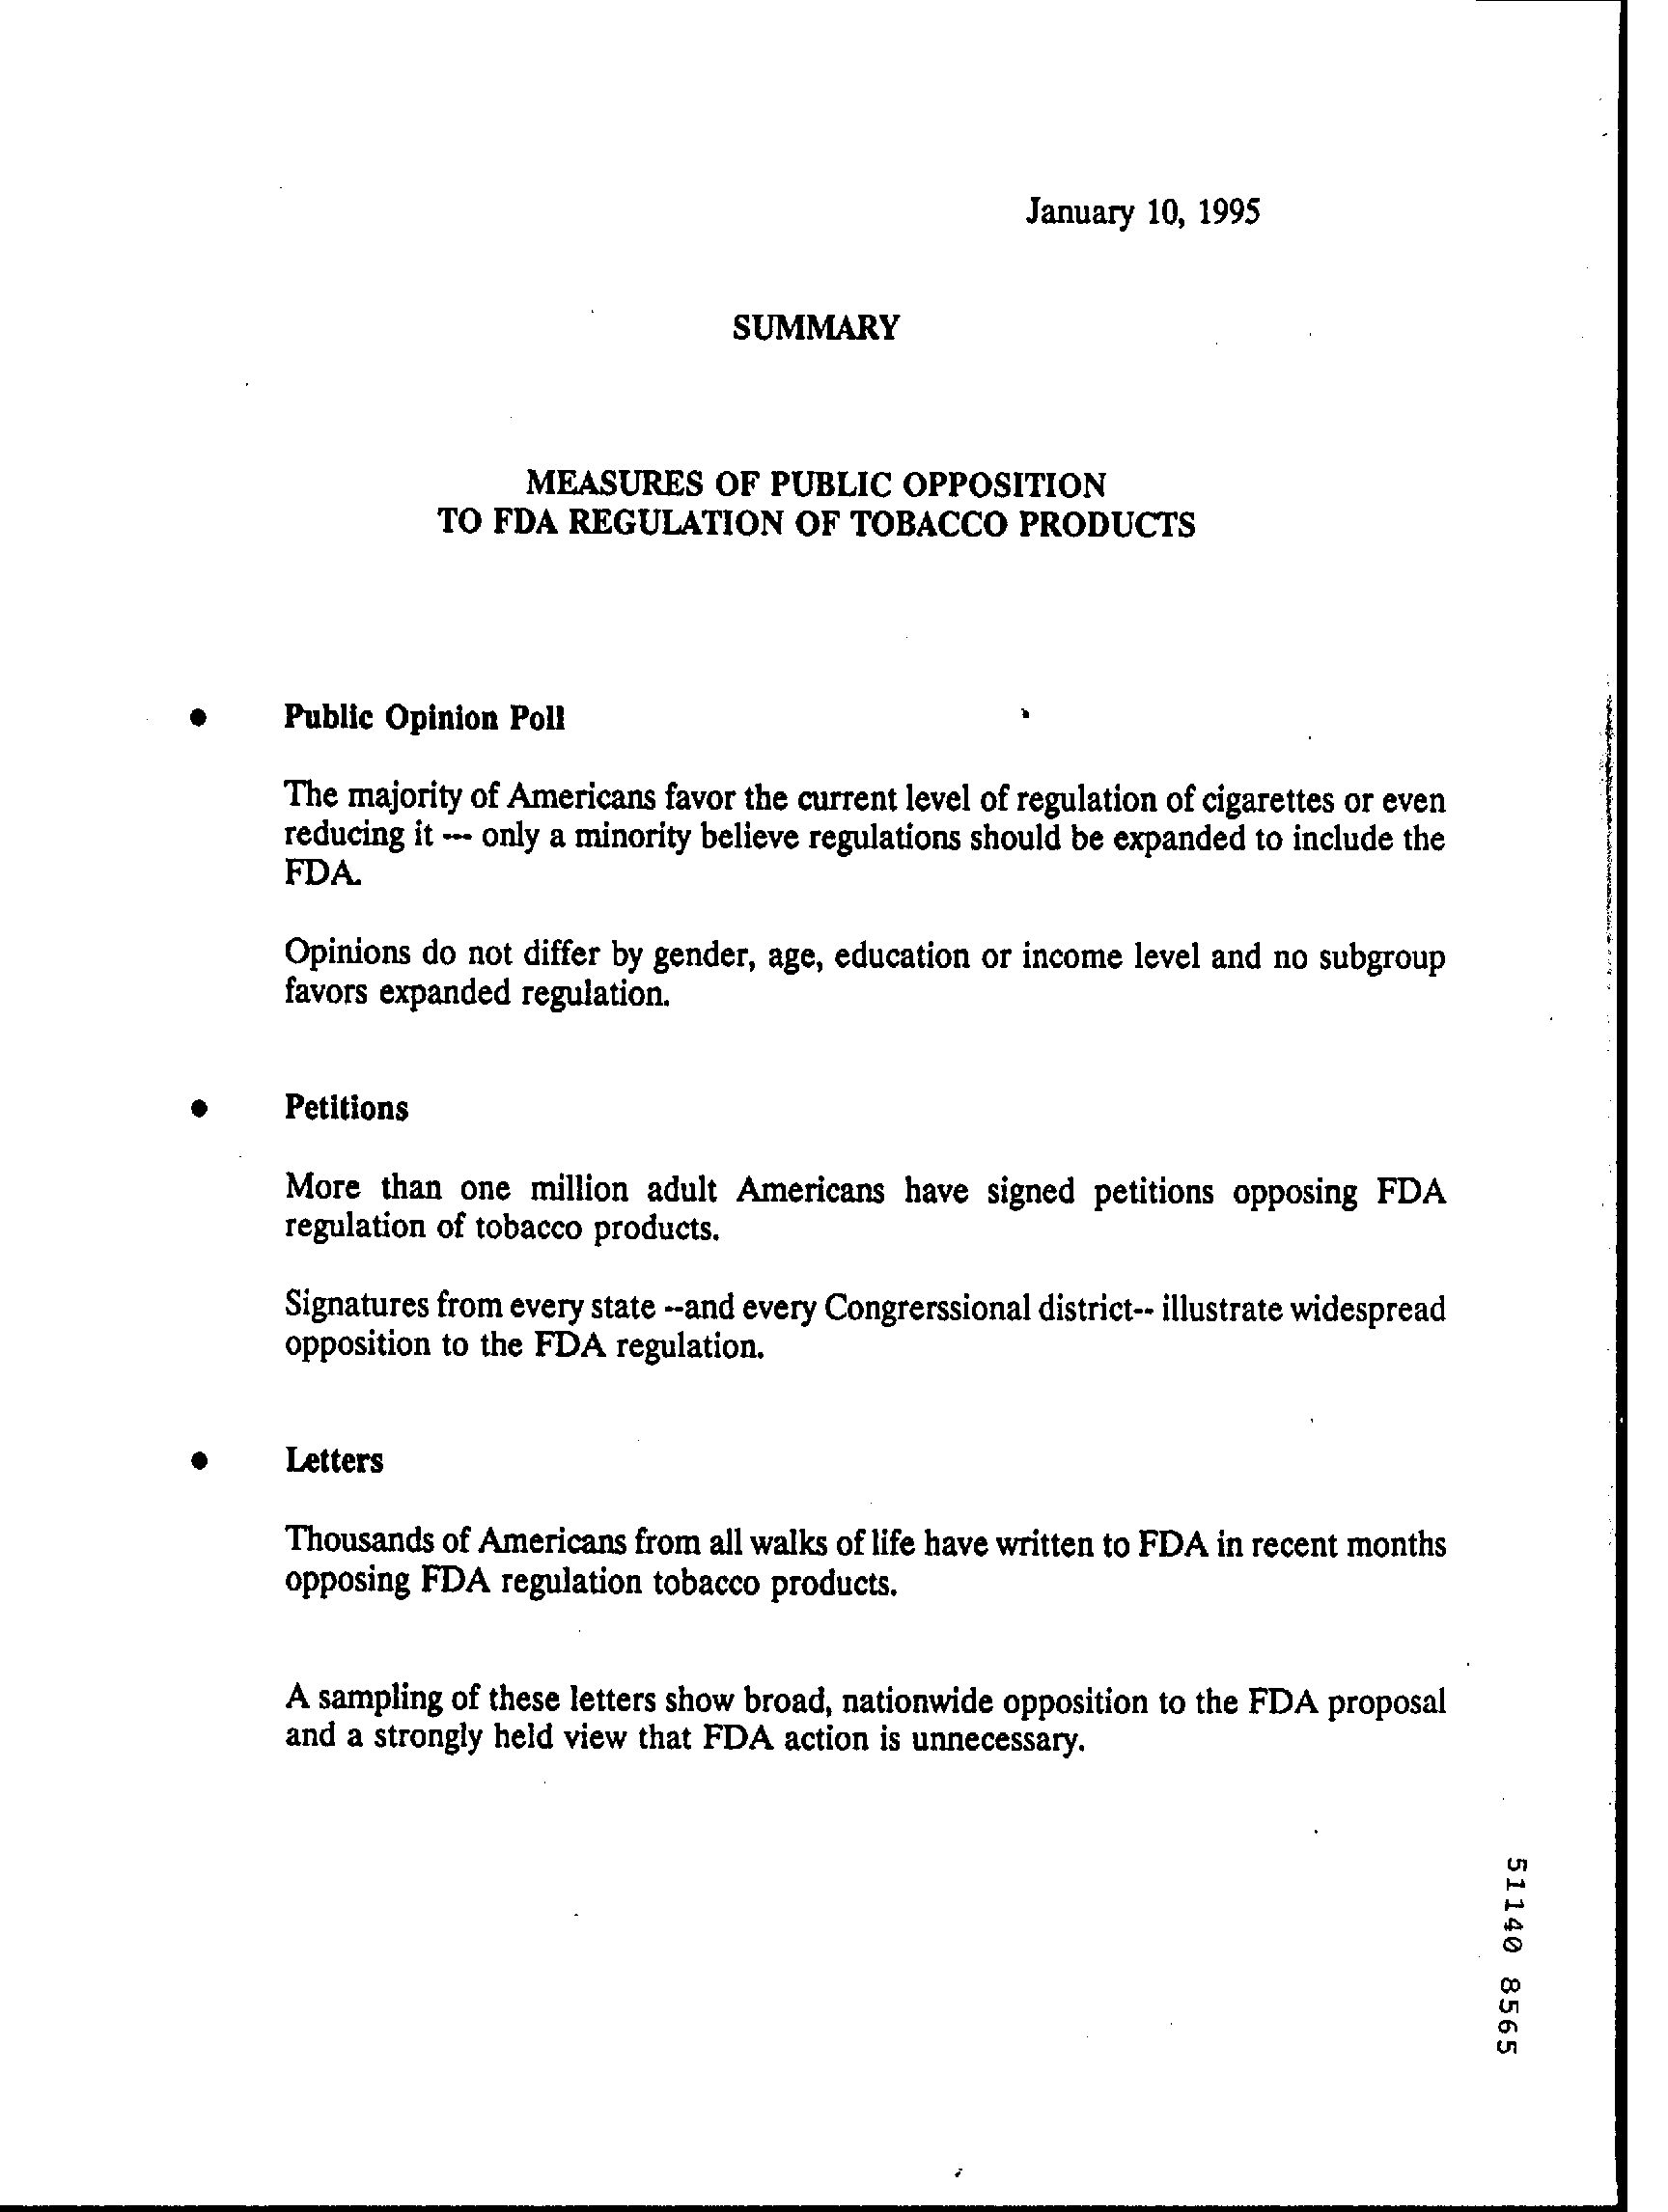 January 10, 1995
SUMMARY
MEASURES OF PUBLIC OPPOSITION
TO FDA REGULATION OF TOBACCO PRODUCTS
● Public Opinion Poll
The majority of Americans favor the current level of regulation of cigarettes or even
reducing it --- only a minority believe regulations should be expanded to include the
FDA.
Opinions do not differ by gender, age, education or income level and no subgroup
favors expanded regulation.
● Petitions
More than one million adult Americans have signed petitions opposing FDA
regulation of tobacco products.
Signatures from every state --and every Congrerssional district-- illustrate widespread
opposition to the FDA regulation.
● Letters
Thousands of Americans from all walks of life have written to FDA in recent months
opposing FDA regulation tobacco products.
A sampling of these letters show broad, nationwide opposition to the FDA proposal
and a strongly held view that FDA action is unnecessary.
51140 8565